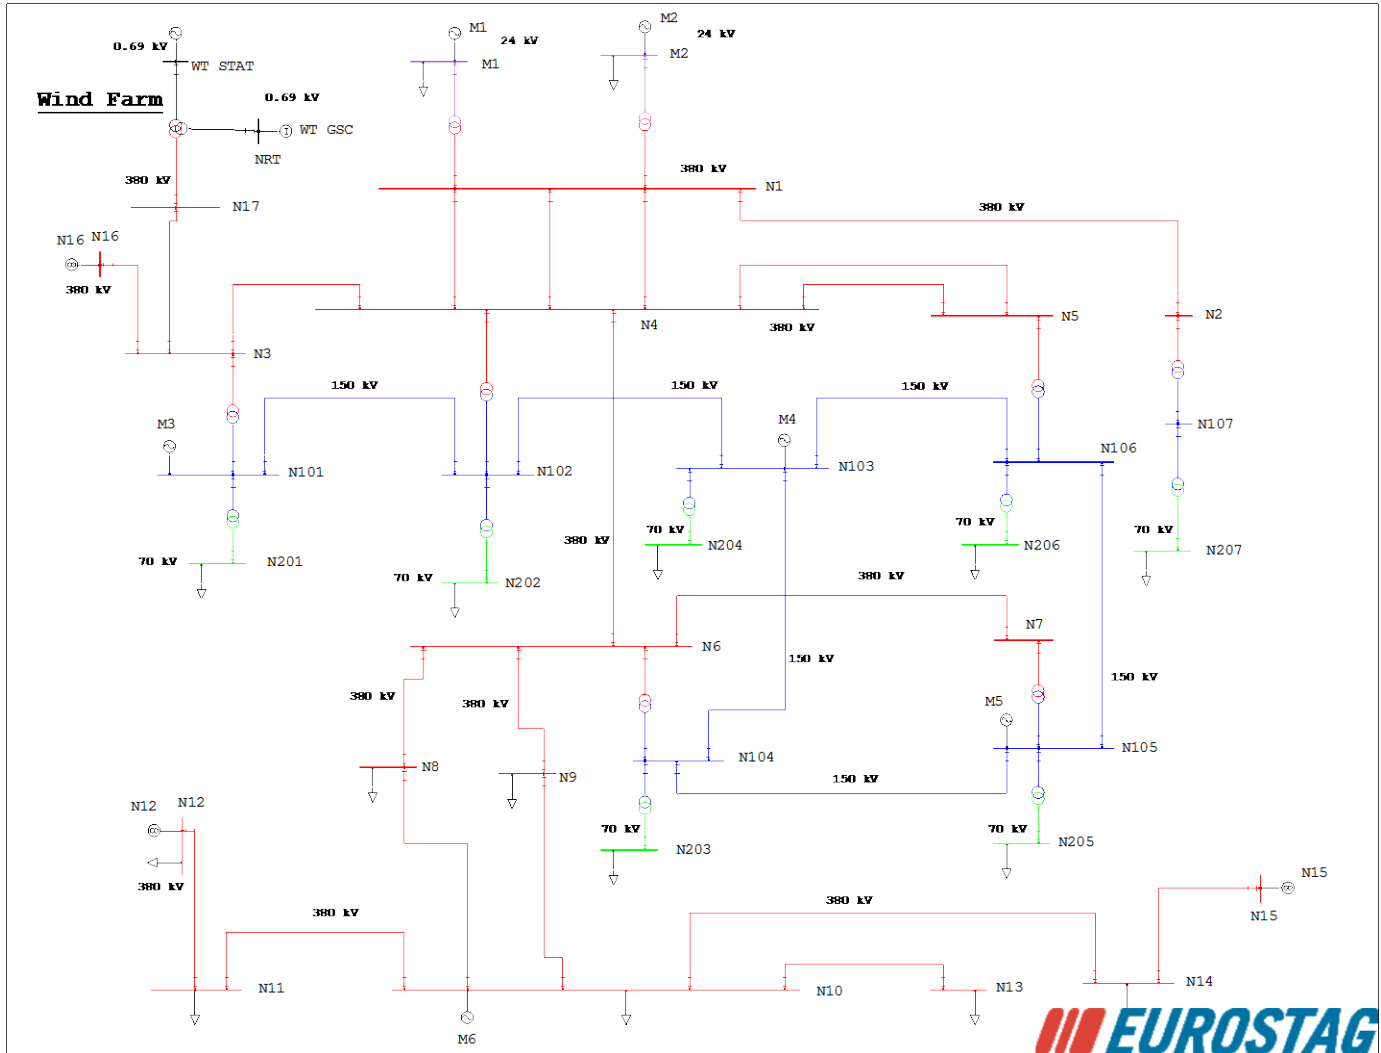 M1
M2
0.69 kV
24 kV
24 kV
M1
M2
WT STAT
Wind Farm
0.69 kV
WT GSC
NRT
380 kV
380 kV
N1
N17
380 kV
N16 N16
380 kV
N4
380 kV
N5
N2
N3
150 kV
150 kV
150 kV
M3
M4
N107
N101
N102
N103
N106
70 kV
N204
70 kV
N206
70 kV
N207
70 kV
N201
70 kV
N202
380 kV
380 kV
N7
N6
150 kV
150 kV
380 kV
380 kV
M5
N8
N9
N104
N105
150 kV
N12 N12
70 kV
N203
70 kV
N205
380 kV
N15
380 kV
380 kV
N15
N11
N10
N13
N14
M6
EUROSTAG